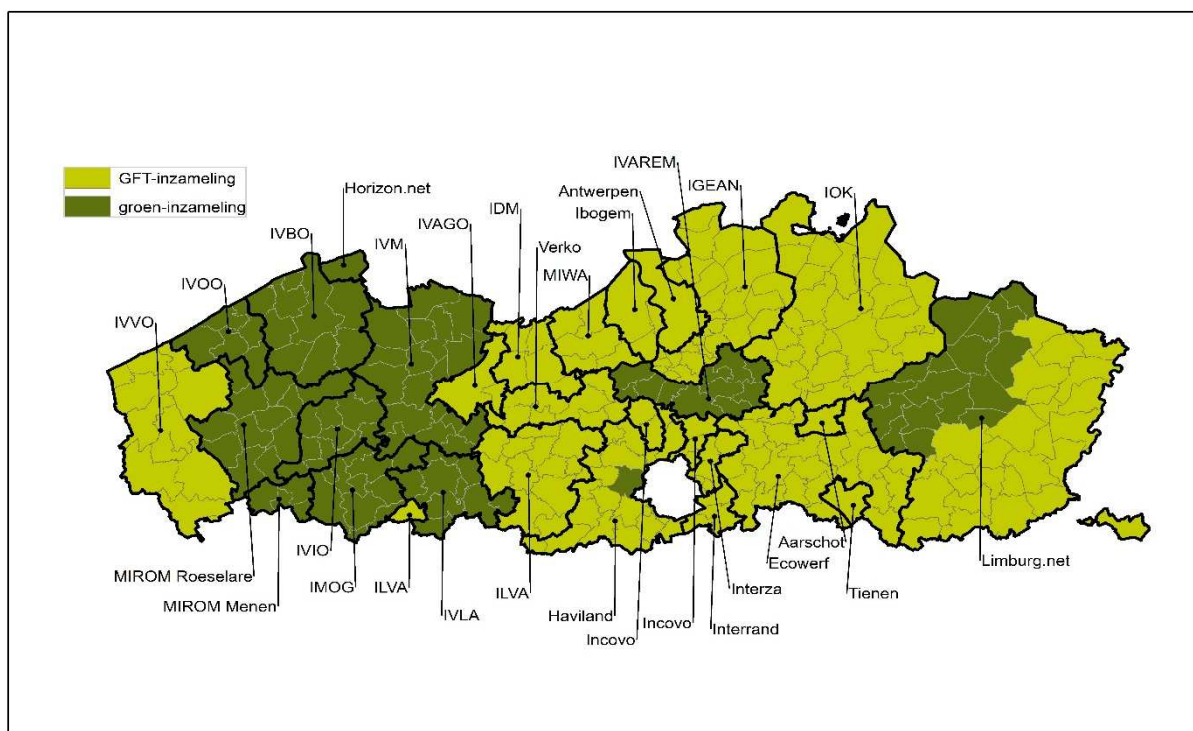 GFT-inzameling
groen-inzameling
Horizon.net
IVBO
IVOO
IVVO
IVM
IVAGO
IDM
Verko
MIWA
IVAREM
Antwerpen
Ibogem
IGEAN
IOK
MIROM Roeselare
MIROM Menen
IVIO
IMOG
ILVA
IVLA
ILVA
Haviland
Incovo
Incovo
Interrand
Interza
Aarschot
Ecowerf
Tienen
Limburg.net